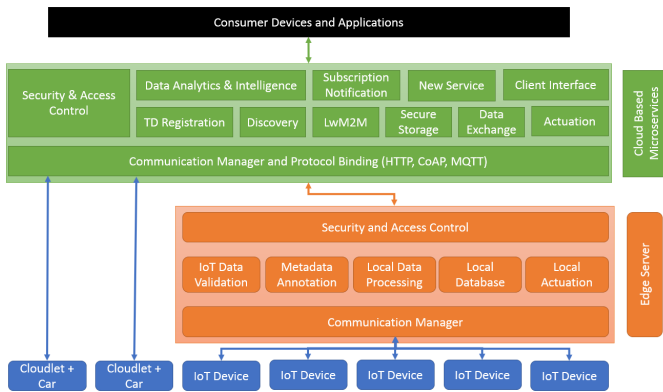 Consumer Devices and Applications
Security & Access
Control
Data Analytics & Intelligence
Subscription
Notification
New Service
Client Interface
TD Registration
Discovery
LwM2M
Secure
Storage
Data
Exchange
Actuation
Communication Manager and Protocol Binding (HTTP, CoAP, MQTT)
Cloud Based
Microservices
Security and Access Control
IoT Data
Validation
Metadata
Annotation
Local Data
Processing
Local
Database
Local
Actuation
Communication Manager
Edge Server
Cloudlet +
Car
Cloudlet +
Car
IoT Device
IoT Device
IoT Device
IoT Device
IoT Device